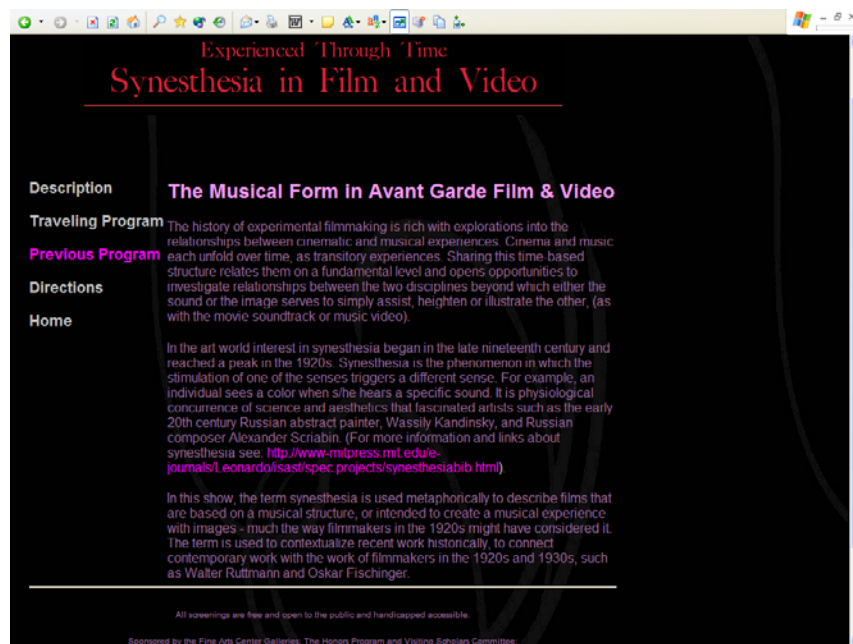 Experienced Through Time
Synesthesia in Film and Video
Description
Traveling Program
Previous Program
Directions
Home
The Musical Form in Avant Garde Film & Video
The history of experimental filmmaking is rich with explorations into the
relationships between cinematic and musical experiences. Cinema and music
each unfold over time, as transitory experiences. Sharing this time-based
structure relates them on a fundamental level and opens opportunities to
investigate relationships between the two disciplines beyond which either the
sound or the image serves to simply assist, heighten or illustrate the other, (as
with the movie soundtrack or music video).
In the art world interest in synesthesia began in the late nineteenth century and
reached a peak in the 1920s. Synesthesia is the phenomenon in which the
stimulation of one of the senses triggers a different sense. For example, an
individual sees a color when s/he hears a specific sound. It is physiological
concurrence of science and aesthetics that fascinated artists such as the early
20th century Russian abstract painter, Wassily Kandinsky, and Russian
composer Alexander Scriabin. (For more information and links about
synesthesia see: http://www-mitpress.mit.edu/e-
journals/Leonardo/isast/spec.projects/synesthesiabib.html).
In this show, the term synesthesia is used metaphorically to describe films that
are based on a musical structure, or intended to create a musical experience
with images - much the way filmmakers in the 1920s might have considered it.
The term is used to contextualize recent work historically, to connect
contemporary work with the work of filmmakers in the 1920s and 1930s, such
as Walter Ruttmann and Oskar Fischinger.
All screenings are free and open to the public and handicapped accessible.
Sponsored by the Fine Arts Center Galleries; The Honors Program and Visiting Scholars Committee;